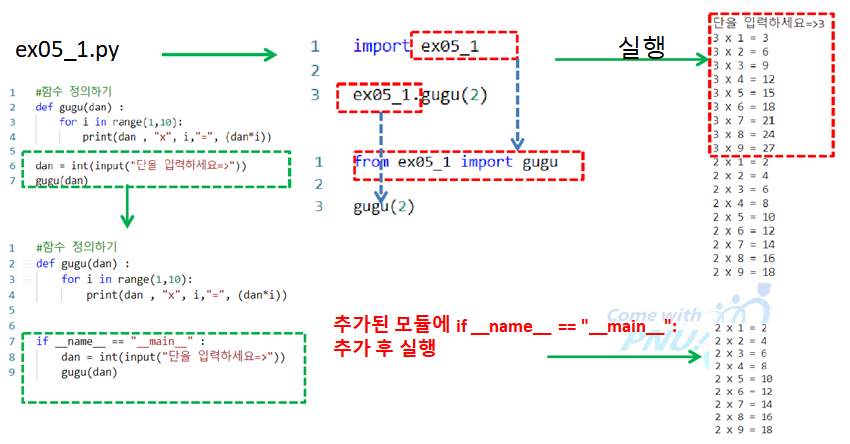 ex05_1.py
1 #함수 정의하기
2 def gugu(dan) :
3 for i in range(1,10):
4 print(dan , "x", i,"=", (dan*i))
5
6 dan = int(input("단을 입력하세요=>"))
7 gugu(dan)
1 #함수 정의하기
2 def gugu(dan) :
3 for i in range(1,10):
4 print(dan , "x", i,"=", (dan*i))
5
6
7 if __name__ == "__main__" :
8 dan = int(input("단을 입력하세요=>"))
9 gugu(dan)
1 import ex05_1
2
3 ex05_1.gugu(2)
1 from ex05_1 import gugu
2
3 gugu(2)
실행
추가된 모듈에 if __name__ == "__main__":
추가 후 실행
단을 입력하세요=>3
3 x 1 = 3
3 x 2 = 6
3 x 3 = 9
3 x 4 = 12
3 x 5 = 15
3 x 6 = 18
3 x 7 = 21
3 x 8 = 24
3 x 9 = 27
2 x 1 = 2
2 x 2 = 4
2 x 3 = 6
2 x 4 = 8
2 x 5 = 10
2 x 6 = 12
2 x 7 = 14
2 x 8 = 16
2 x 9 = 18
Come with
PNU
2 x 1 = 2
2 x 2 = 4
2 x 3 = 6
2 x 4 = 8
2 x 5 = 10
2 x 6 = 12
2 x 7 = 14
2 x 8 = 16
2 x 9 = 18